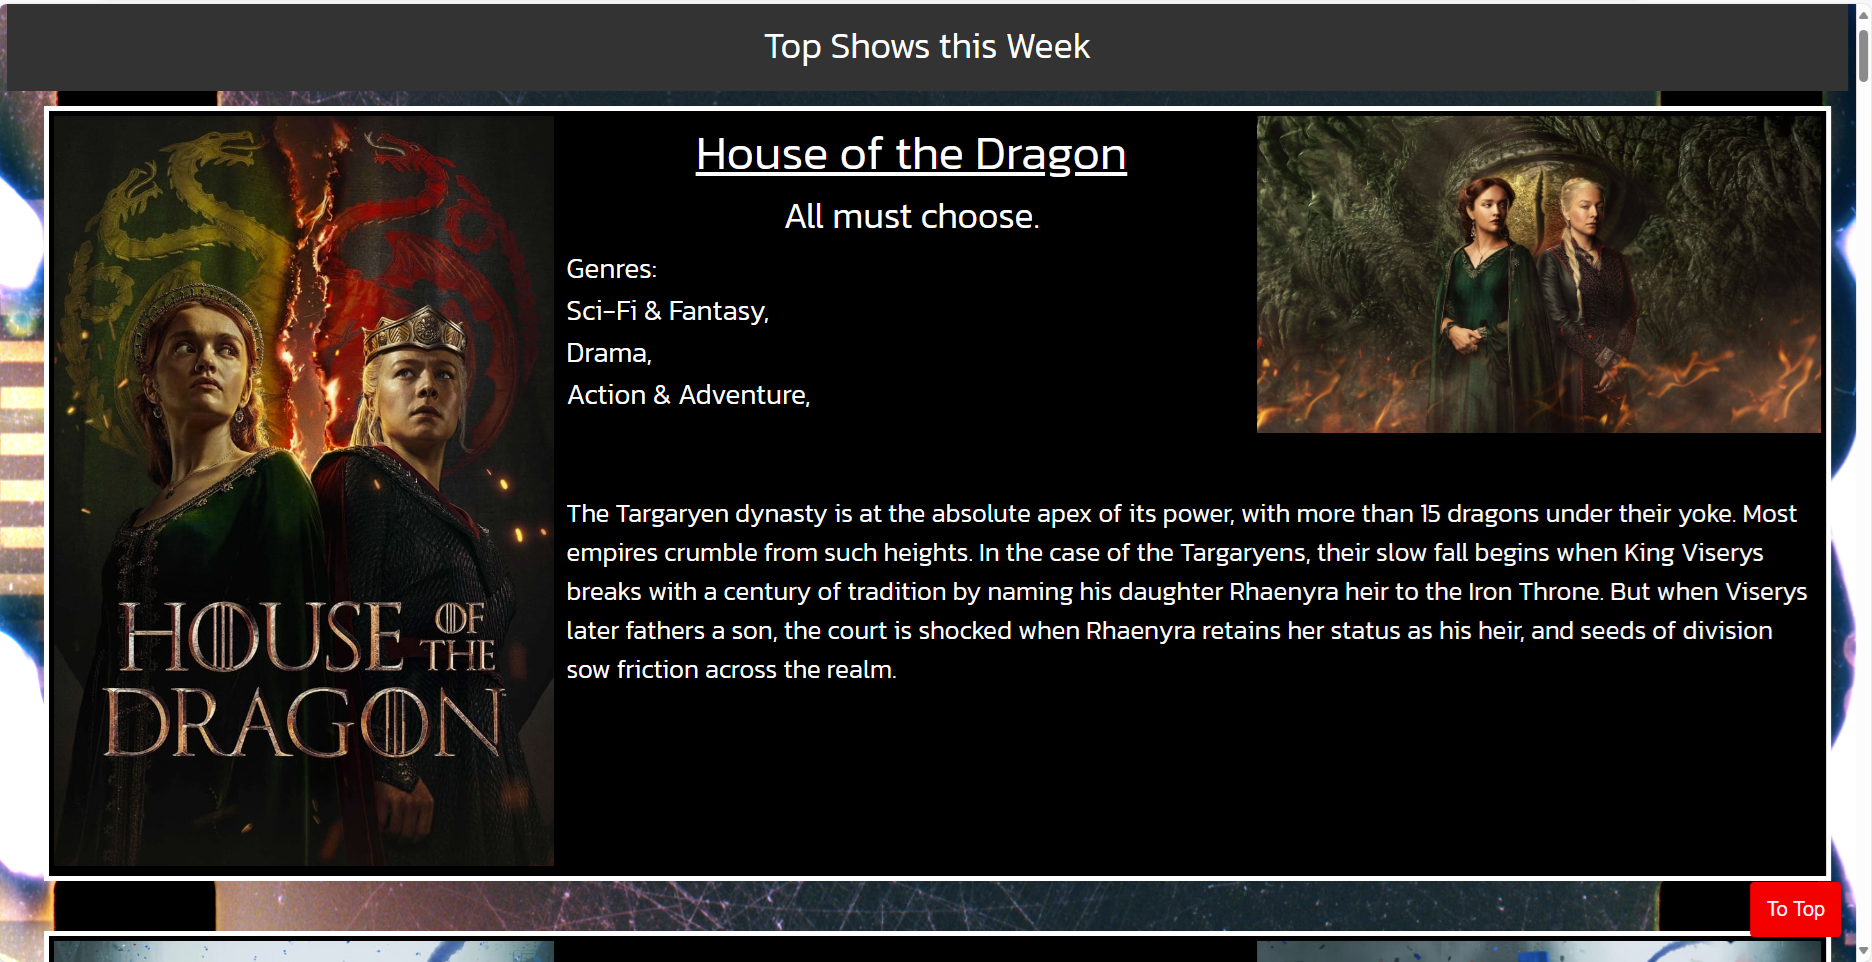 Top Shows this Week
HOUSE OF THE
DRAGON
House of the Dragon
All must choose.
Genres:
Sci-Fi & Fantasy,
Drama,
Action & Adventure,
The Targaryen dynasty is at the absolute apex of its power, with more than 15 dragons under their yoke. Most
empires crumble from such heights. In the case of the Targaryens, their slow fall begins when King Viserys
breaks with a century of tradition by naming his daughter Rhaenyra heir to the Iron Throne. But when Viserys
later fathers a son, the court is shocked when Rhaenyra retains her status as his heir, and seeds of division
sow friction across the realm.
To Top